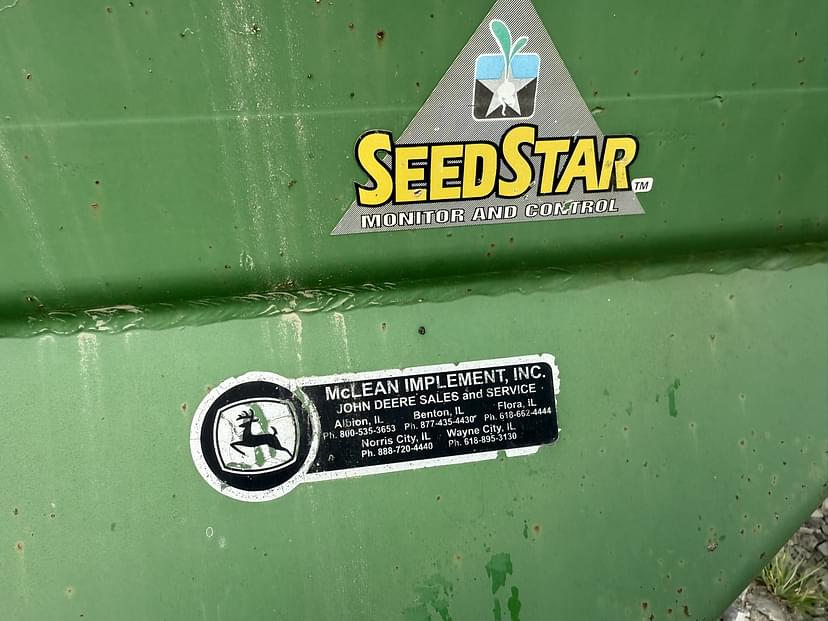 SEEDSTAR TM
MONITOR AND CONTROL
McLEAN IMPLEMENT, INC.
JOHN DEERE SALES and SERVICE
Albion, IL Benton, IL Flora, IL
Ph. 800-535-3653 Ph. 877-435-4430 Ph. 618-662-4444
Norris City, IL Wayne City, IL
Ph. 888-720-4440 Ph. 618-895-3130